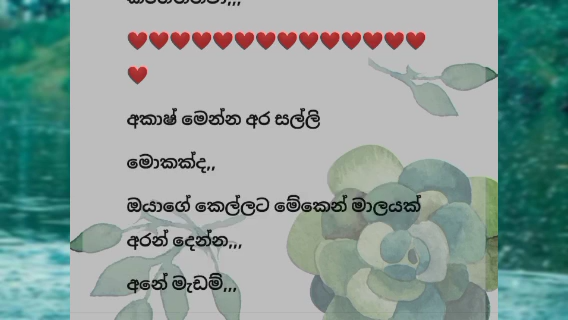 ❤️❤️❤️❤️❤️❤️❤️❤️❤️❤️❤️❤️❤️❤️
❤️
අකාෂ් මෙන්න අර සල්ලි
මොකක්ද,,
ඔයාගේ කෙල්ලට මේකෙන් මාලයක්
අරන් දෙන්න,,,
අනේ මැඩම්,,,